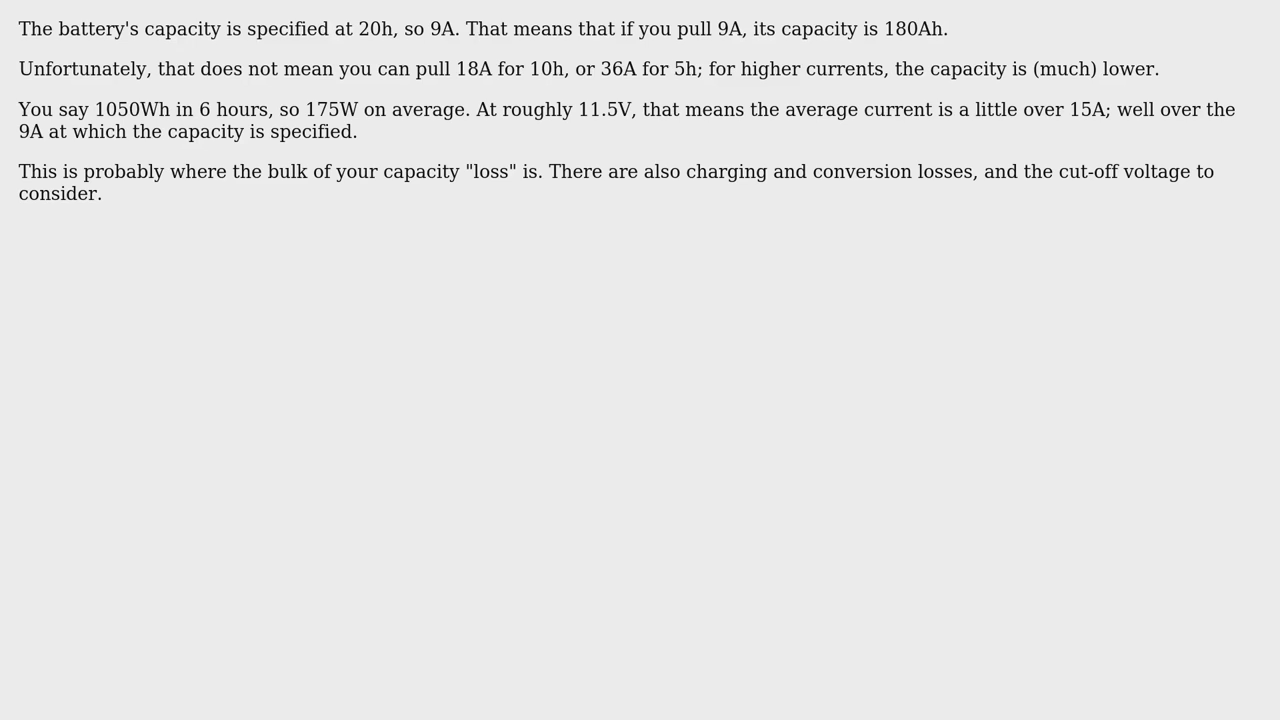 The battery's capacity is specified at 20h, so 9A. That means that if you pull 9A, its capacity is 180Ah.
Unfortunately, that does not mean you can pull 18A for 10h, or 36A for 5h; for higher currents, the capacity is (much) lower.
You say 1050Wh in 6 hours, so 175W on average. At roughly 11.5V, that means the average current is a little over 15A; well over the
9A at which the capacity is specified.
This is probably where the bulk of your capacity "loss" is. There are also charging and conversion losses, and the cut-off voltage to
consider.